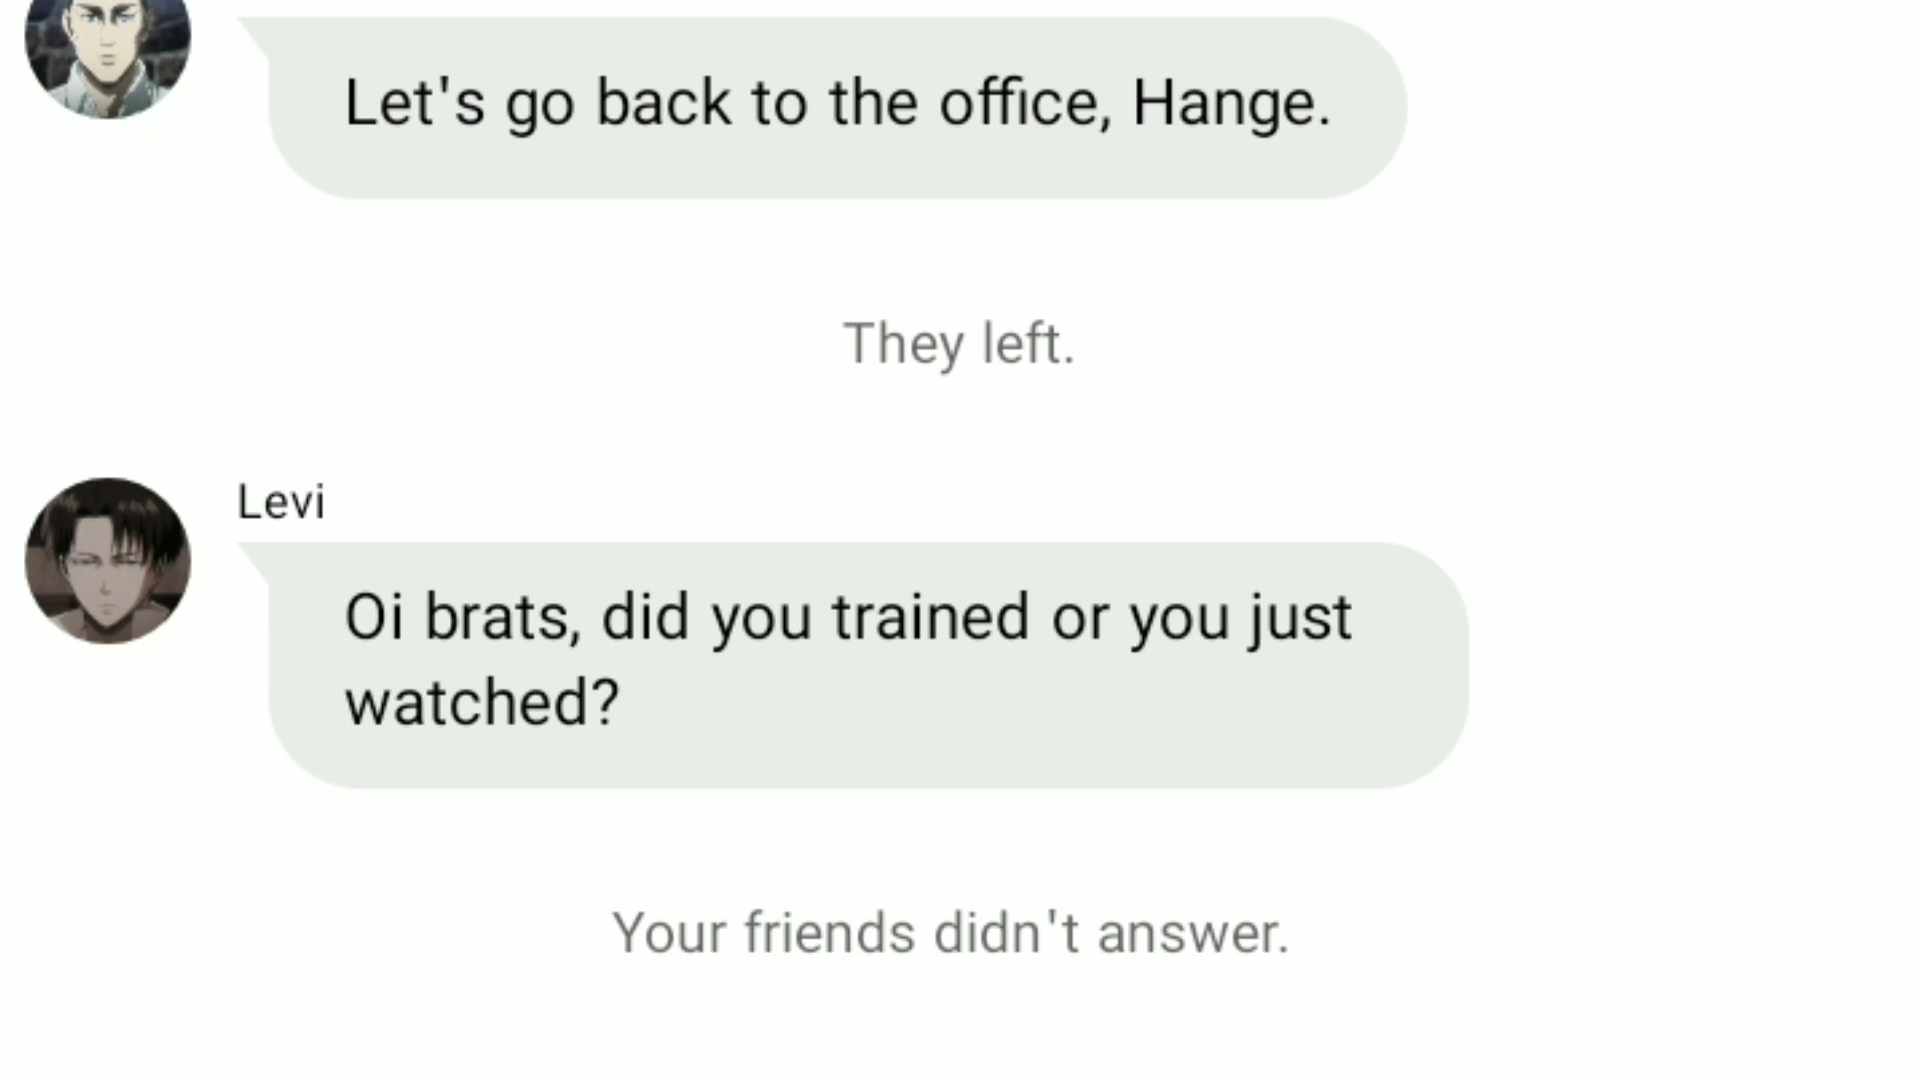 Let's go back to the office, Hange.
They left.
Levi
Oi brats, did you trained or you just
watched?
Your friends didn't answer.